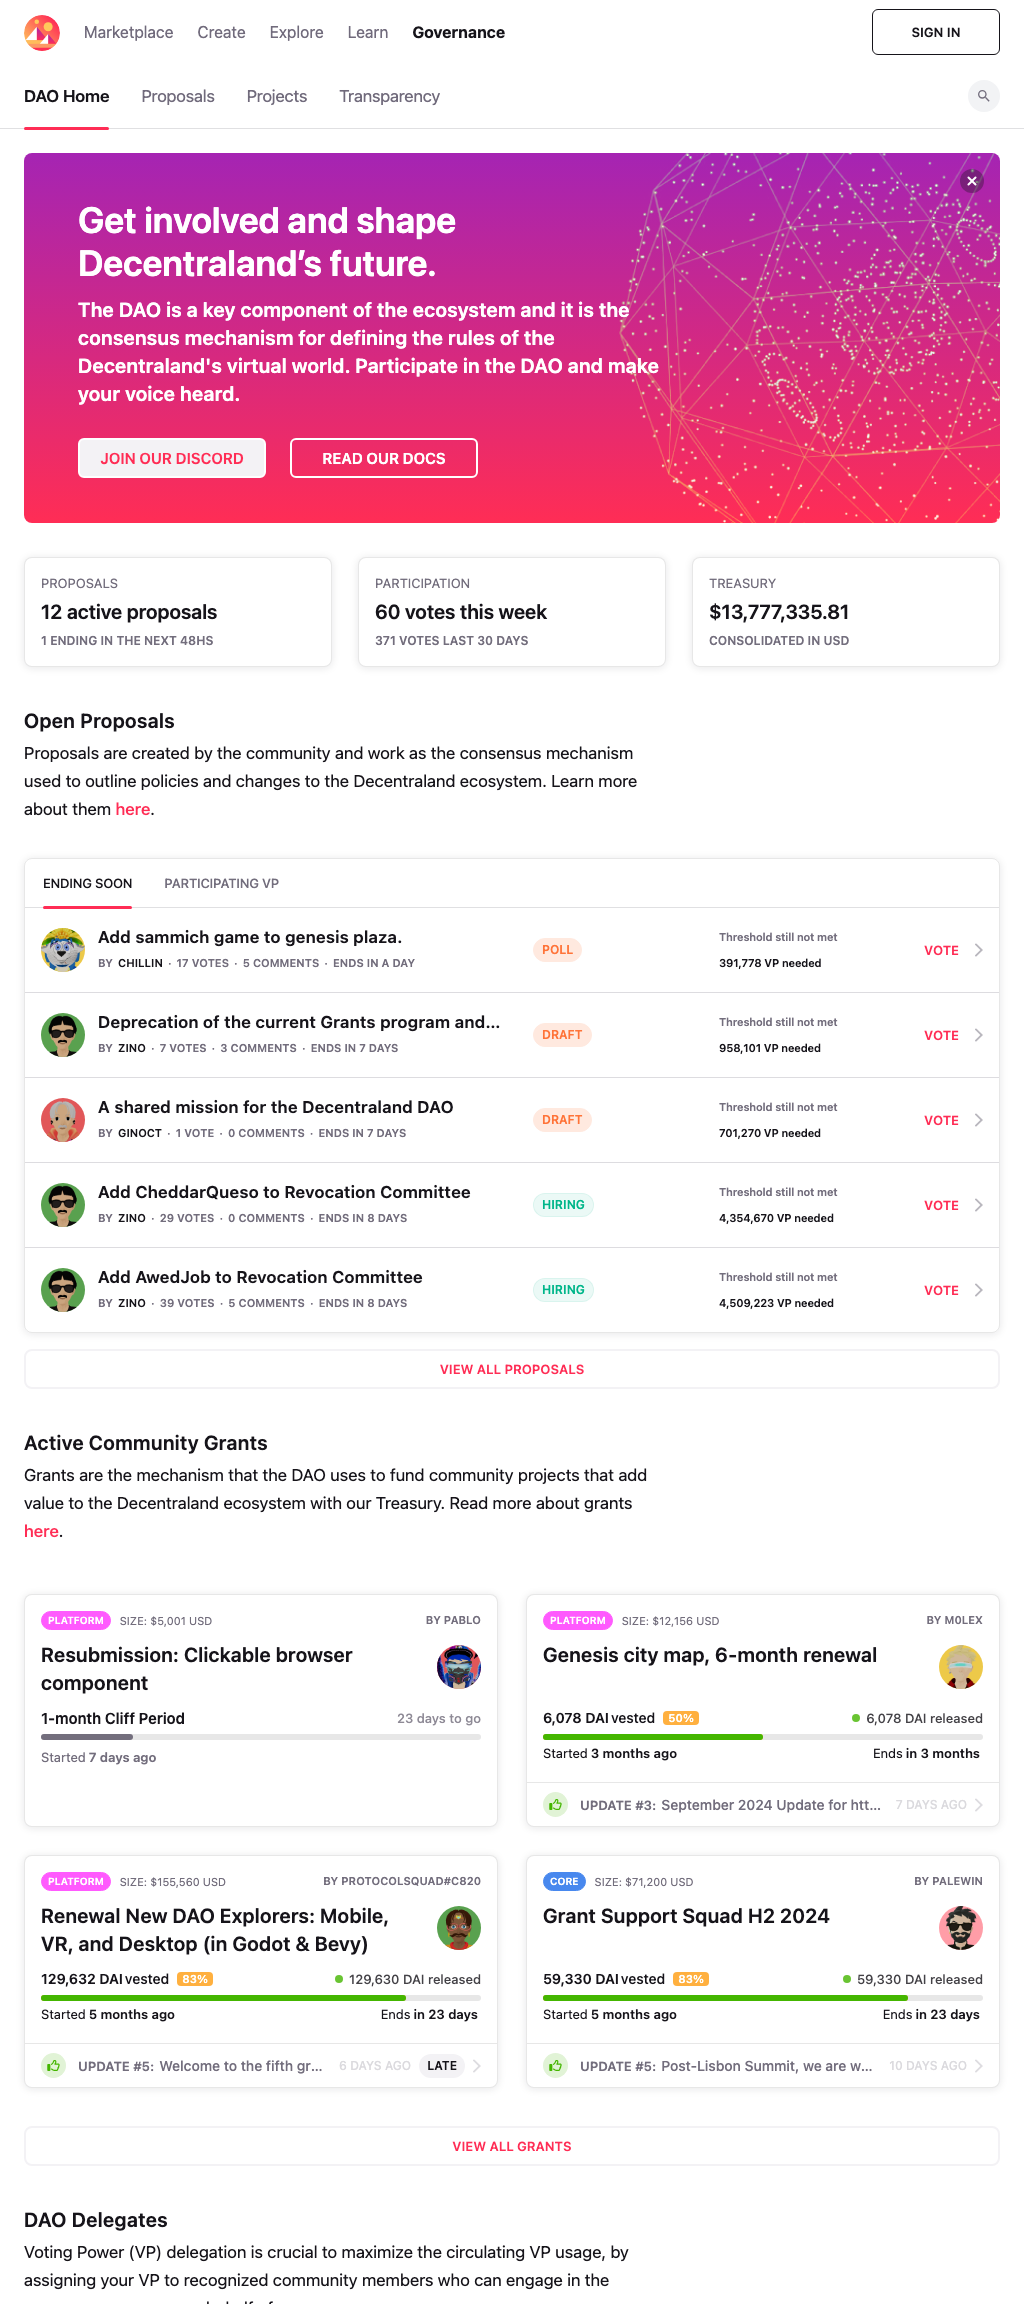 Marketplace Create Explore Learn Governance SIGN IN
DAO Home Proposals Projects Transparency
Get involved and shape
Decentraland’s future.
The DAO is a key component of the ecosystem and it is the
consensus mechanism for defining the rules of the
Decentraland's virtual world. Participate in the DAO and make
your voice heard.
JOIN OUR DISCORD READ OUR DOCS
PROPOSALS
12 active proposals
1 ENDING IN THE NEXT 48HS
PARTICIPATION
60 votes this week
371 VOTES LAST 30 DAYS
TREASURY
$13,777,335.81
CONSOLIDATED IN USD
Open Proposals
Proposals are created by the community and work as the consensus mechanism
used to outline policies and changes to the Decentraland ecosystem. Learn more
about them here.
ENDING SOON PARTICIPATING VP
Add sammich game to genesis plaza.
BY CHILLIN · 17 VOTES · 5 COMMENTS · ENDS IN A DAY
POLL
Threshold still not met
391,778 VP needed
VOTE
Deprecation of the current Grants program and...
BY ZINO · 7 VOTES · 3 COMMENTS · ENDS IN 7 DAYS
DRAFT
Threshold still not met
958,101 VP needed
VOTE
A shared mission for the Decentraland DAO
BY GINOCT · 1 VOTE · 0 COMMENTS · ENDS IN 7 DAYS
DRAFT
Threshold still not met
701,270 VP needed
VOTE
Add CheddarQueso to Revocation Committee
BY ZINO · 29 VOTES · 0 COMMENTS · ENDS IN 8 DAYS
HIRING
Threshold still not met
4,354,670 VP needed
VOTE
Add AwedJob to Revocation Committee
BY ZINO · 39 VOTES · 5 COMMENTS · ENDS IN 8 DAYS
HIRING
Threshold still not met
4,509,223 VP needed
VOTE
VIEW ALL PROPOSALS
Active Community Grants
Grants are the mechanism that the DAO uses to fund community projects that add
value to the Decentraland ecosystem with our Treasury. Read more about grants
here.
PLATFORM SIZE: $5,001 USD BY PABLO
Resubmission: Clickable browser
component
1-month Cliff Period 23 days to go
Started 7 days ago
PLATFORM SIZE: $12,156 USD BY M0LEX
Genesis city map, 6-month renewal
6,078 DAI vested 50% 6,078 DAI released
Started 3 months ago Ends in 3 months
UPDATE #3: September 2024 Update for htt... 7 DAYS AGO
PLATFORM SIZE: $155,560 USD BY PROTOCOLSQUAD#C820
Renewal New DAO Explorers: Mobile,
VR, and Desktop (in Godot & Bevy)
129,632 DAI vested 83% 129,630 DAI released
Started 5 months ago Ends in 23 days
UPDATE #5: Welcome to the fifth gr... 6 DAYS AGO LATE
CORE SIZE: $71,200 USD BY PALEWIN
Grant Support Squad H2 2024
59,330 DAI vested 83% 59,330 DAI released
Started 5 months ago Ends in 23 days
UPDATE #5: Post-Lisbon Summit, we are w... 10 DAYS AGO
VIEW ALL GRANTS
DAO Delegates
Voting Power (VP) delegation is crucial to maximize the circulating VP usage, by
assigning your VP to recognized community members who can engage in the